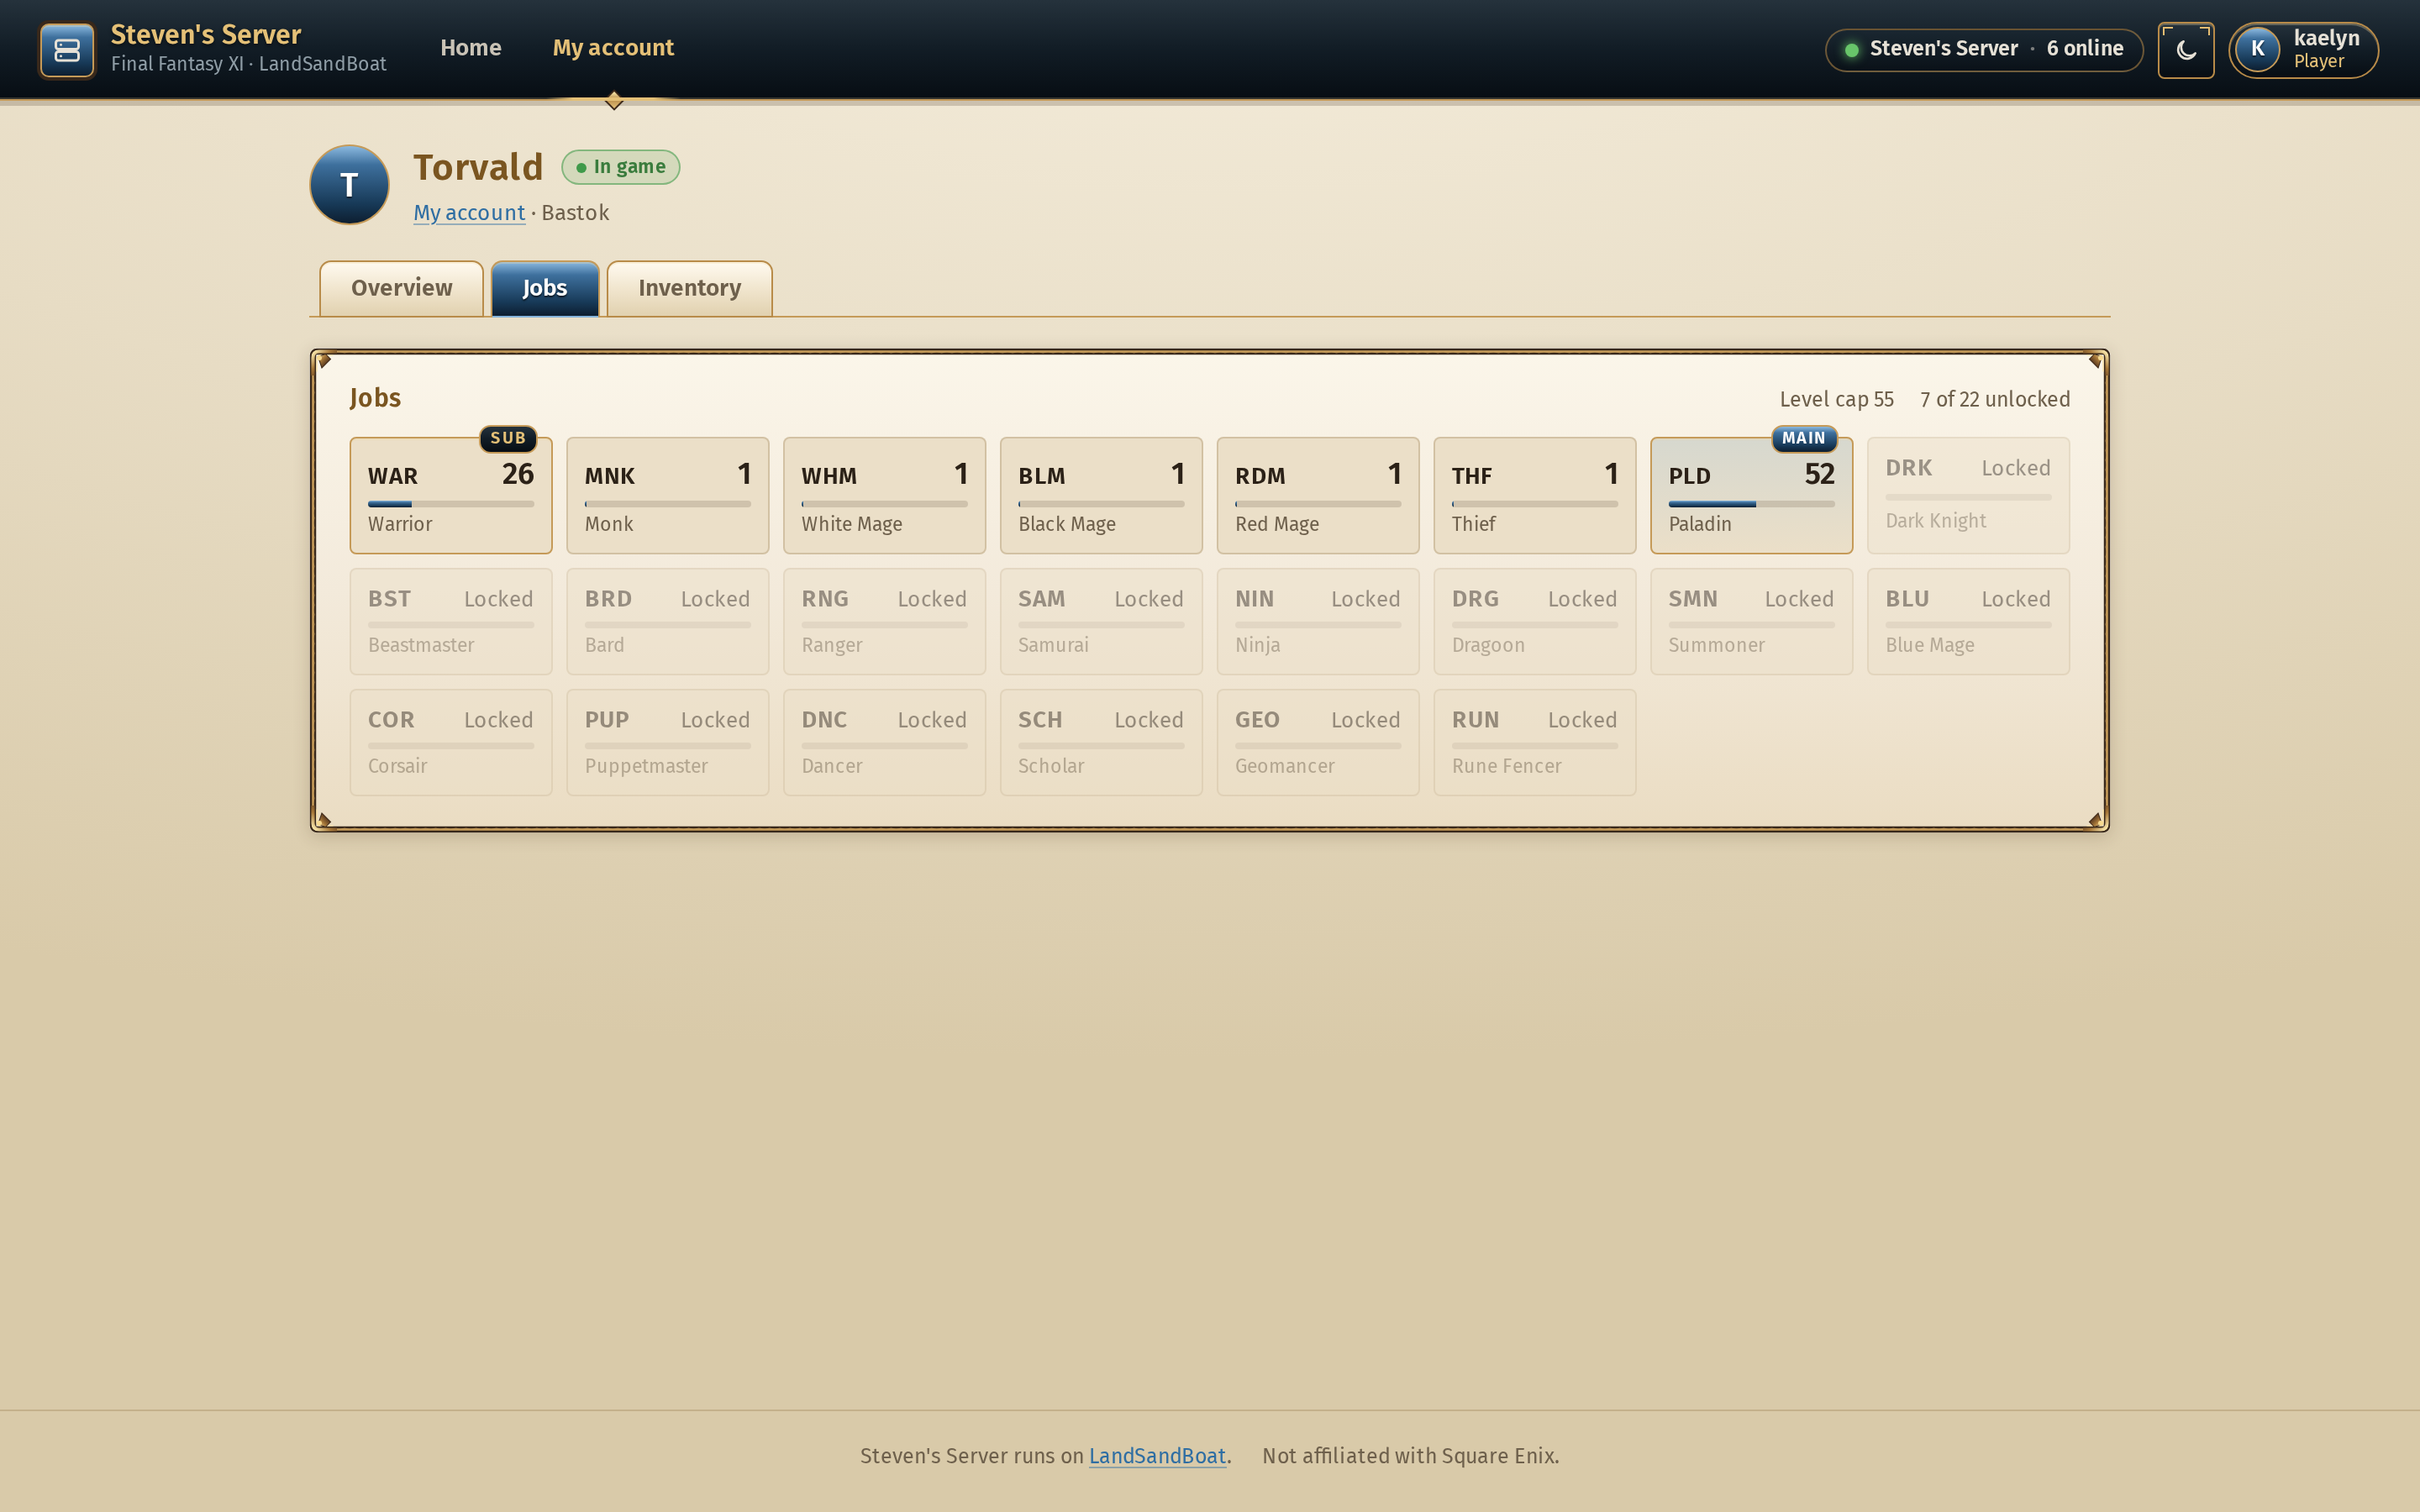 Steven's Server
Final Fantasy XI · LandSandBoat
Home
My account
Steven's Server · 6 online
K
kaelyn
Player
T
Torvald
In game
My account · Bastok
Overview
Jobs
Inventory
Jobs
Level cap 55
7 of 22 unlocked
SUB
WAR 26
Warrior
MNK 1
Monk
WHM 1
White Mage
BLM 1
Black Mage
RDM 1
Red Mage
THF 1
Thief
MAIN
PLD 52
Paladin
DRK Locked
Dark Knight
BST Locked
Beastmaster
BRD Locked
Bard
RNG Locked
Ranger
SAM Locked
Samurai
NIN Locked
Ninja
DRG Locked
Dragoon
SMN Locked
Summoner
BLU Locked
Blue Mage
COR Locked
Corsair
PUP Locked
Puppetmaster
DNC Locked
Dancer
SCH Locked
Scholar
GEO Locked
Geomancer
RUN Locked
Rune Fencer
Steven's Server runs on LandSandBoat. Not affiliated with Square Enix.